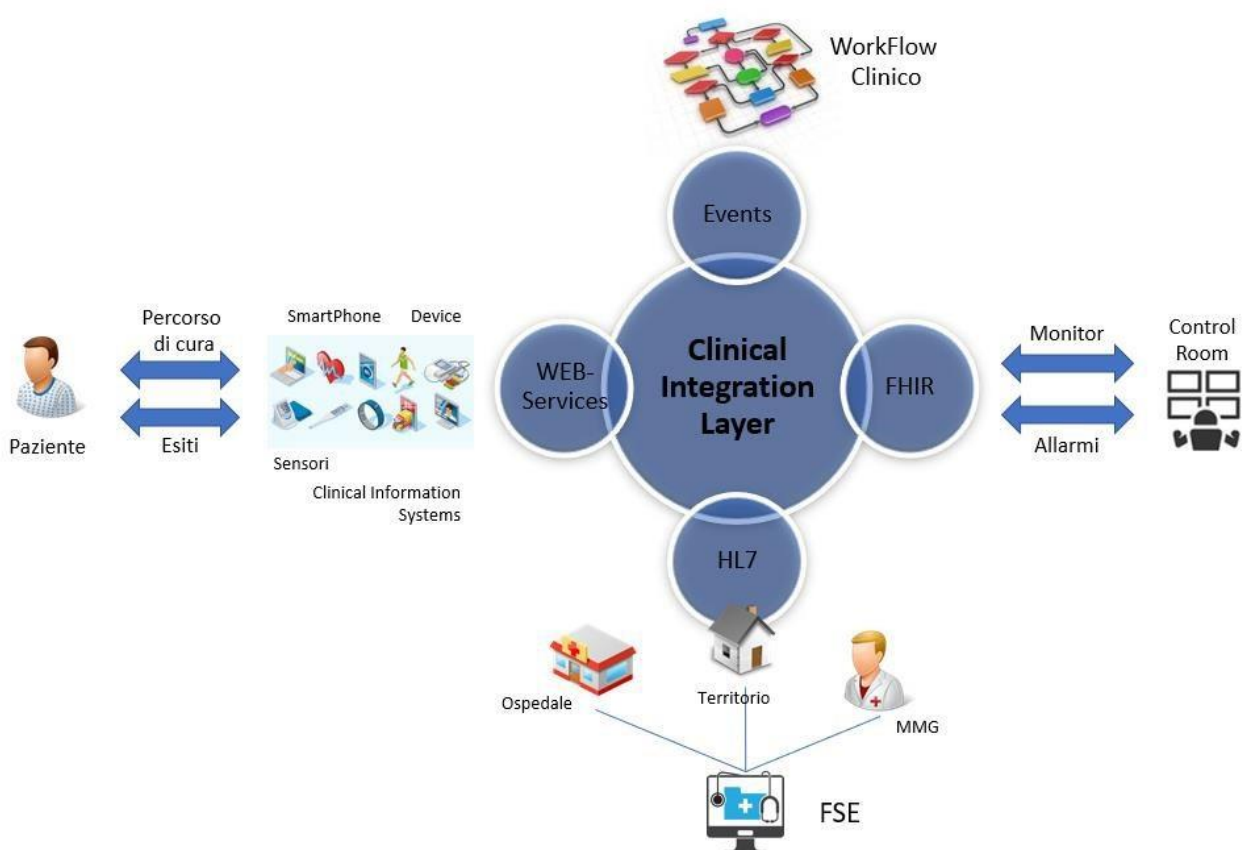 WorkFlow
Clinico
Events
Percorso
di cura
SmartPhone
Device
Paziente
Esiti
Sensori
Clinical Information
Systems
WEB-
Services
Clinical
Integration
Layer
FHIR
Monitor
Allarmi
Control
Room
HL7
Ospedale
Territorio
MMG
FSE